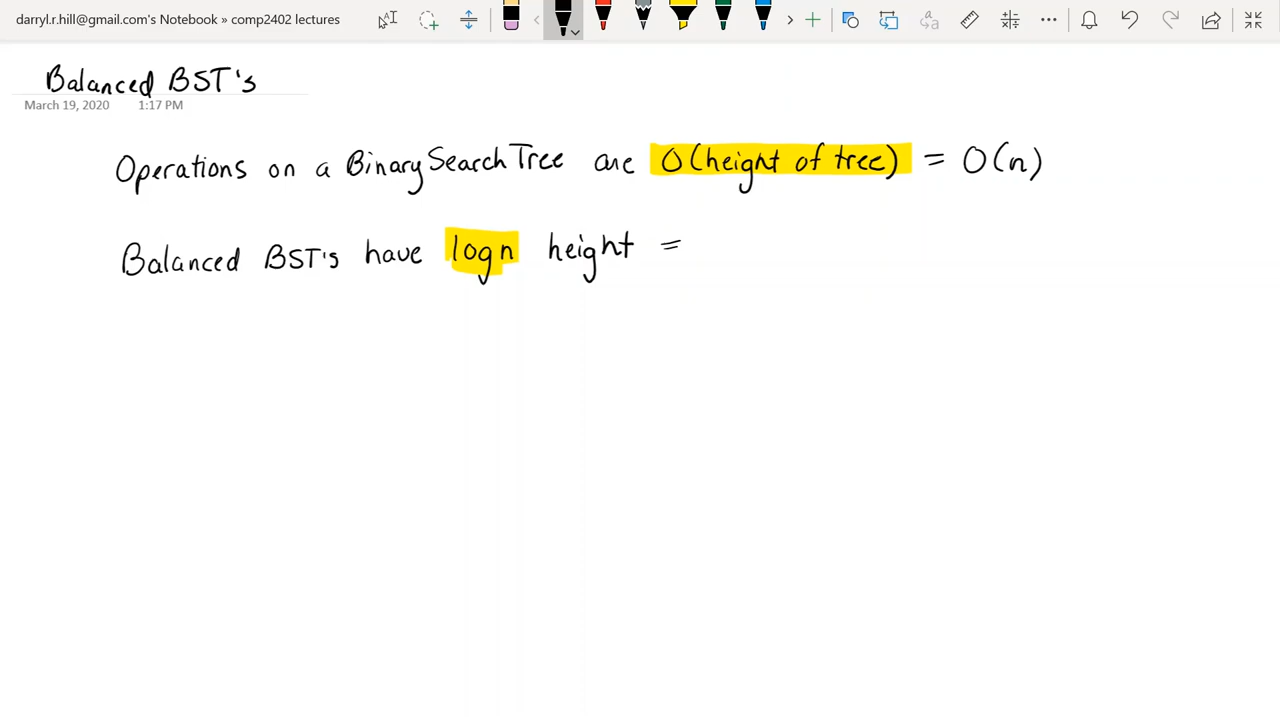 darryl.r.hill@gmail.com's Notebook » comp2402 lectures
Balanced BST's
March 19, 2020 1:17 PM
Operations on a BinarySearchTree are O(height of tree) = O(n)
Balanced BST's have log n height =